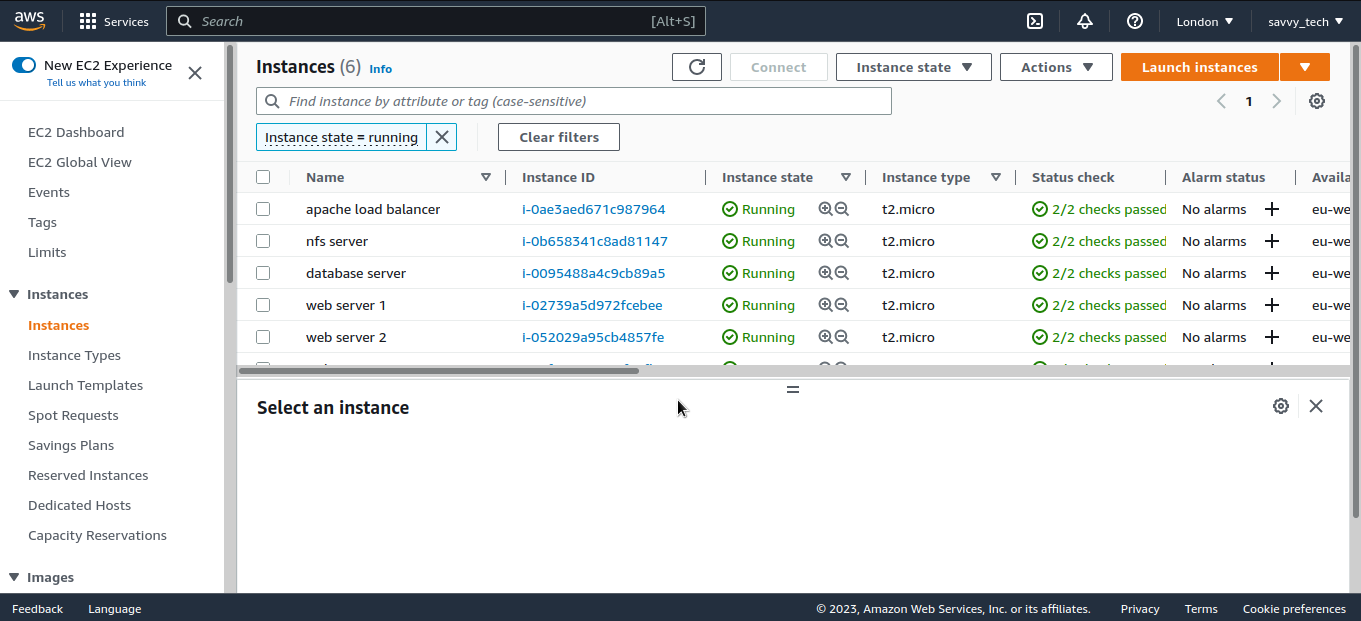 aws Services Search [Alt+S] London savvy_tech
New EC2 Experience
Tell us what you think
EC2 Dashboard
EC2 Global View
Events
Tags
Limits
Instances
Instances
Instance Types
Launch Templates
Spot Requests
Savings Plans
Reserved Instances
Dedicated Hosts
Capacity Reservations
Images
Instances (6) Info Connect Instance state Actions Launch instances
Find instance by attribute or tag (case-sensitive) 1
Instance state = running Clear filters
Name Instance ID Instance state Instance type Status check Alarm status Availa
apache load balancer i-0ae3aed671c987964 Running t2.micro 2/2 checks passed No alarms eu-we
nfs server i-0b658341c8ad81147 Running t2.micro 2/2 checks passed No alarms eu-we
database server i-0095488a4c9cb89a5 Running t2.micro 2/2 checks passed No alarms eu-we
web server 1 i-02739a5d972fcebee Running t2.micro 2/2 checks passed No alarms eu-we
web server 2 i-052029a95cb4857fe Running t2.micro 2/2 checks passed No alarms eu-we
Select an instance
Feedback Language © 2023, Amazon Web Services, Inc. or its affiliates. Privacy Terms Cookie preferences